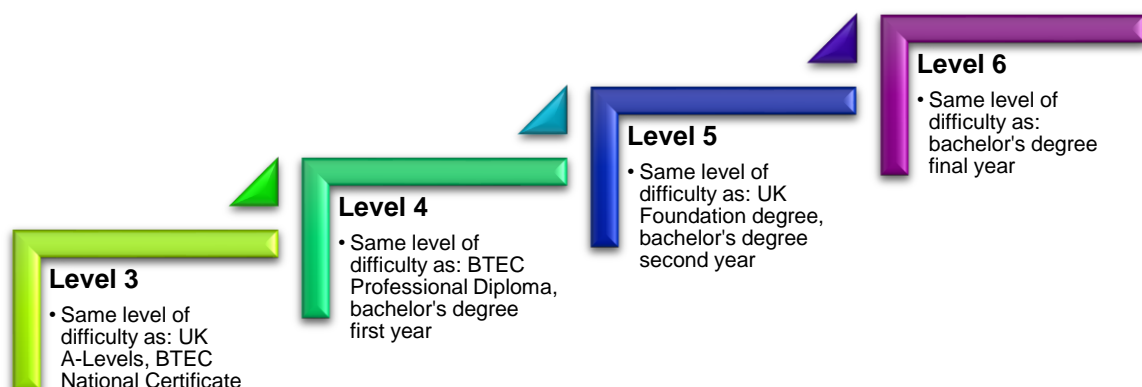 Level 3
• Same level of
difficulty as: UK
A-Levels, BTEC
National Certificate
Level 4
• Same level of
difficulty as: BTEC
Professional Diploma,
bachelor's degree
first year
Level 5
• Same level of
difficulty as: UK
Foundation degree,
bachelor's degree
second year
Level 6
• Same level of
difficulty as:
bachelor's degree
final year